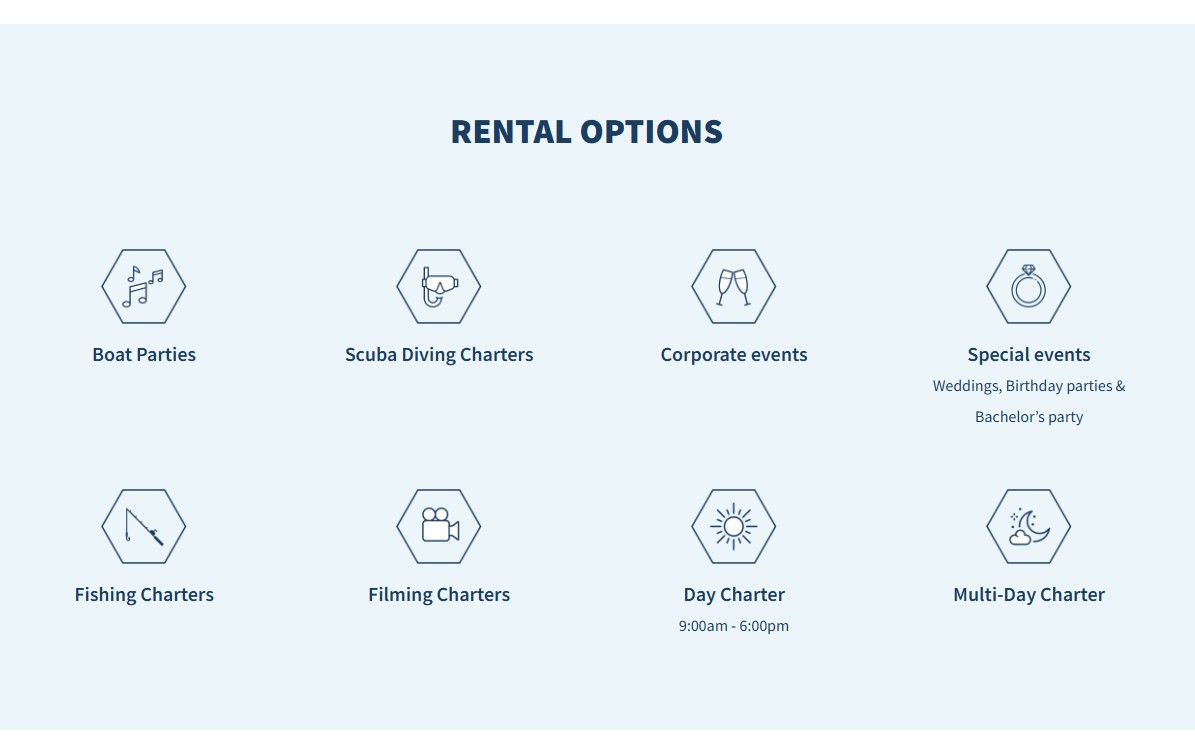 RENTAL OPTIONS
Boat Parties
Scuba Diving Charters
Corporate events
Special events
Weddings, Birthday parties &
Bachelor’s party
Fishing Charters
Filming Charters
Day Charter
9:00am - 6:00pm
Multi-Day Charter